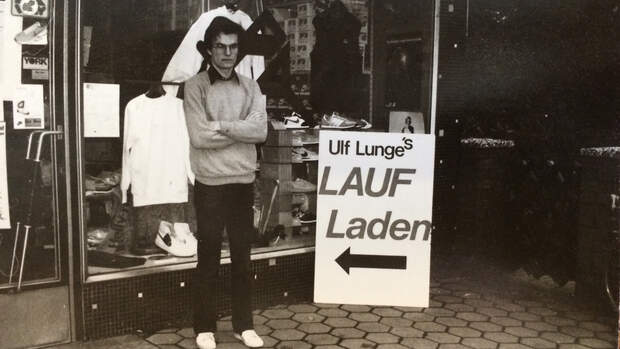 YORK
Ulf Lunge's
LAUF
Laden